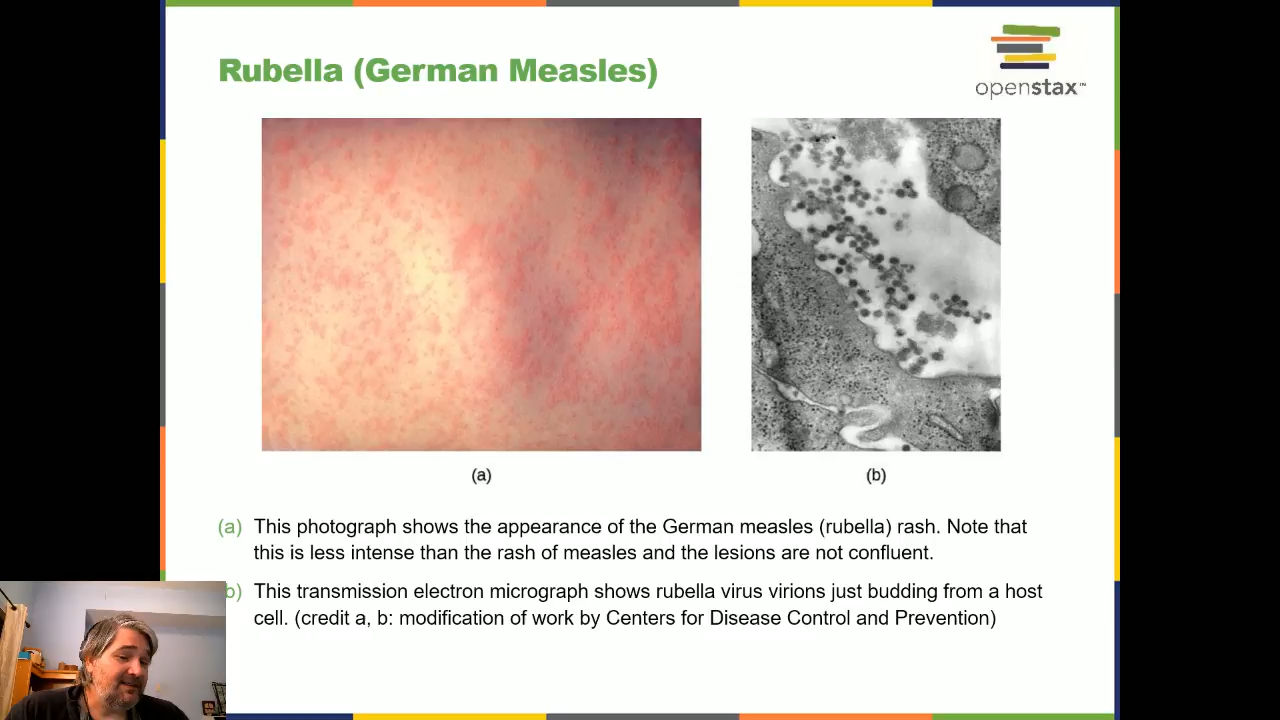 Rubella (German Measles)
openstax™
(a)
(b)
(a) This photograph shows the appearance of the German measles (rubella) rash. Note that
this is less intense than the rash of measles and the lesions are not confluent.
b) This transmission electron micrograph shows rubella virus virions just budding from a host
cell. (credit a, b: modification of work by Centers for Disease Control and Prevention)